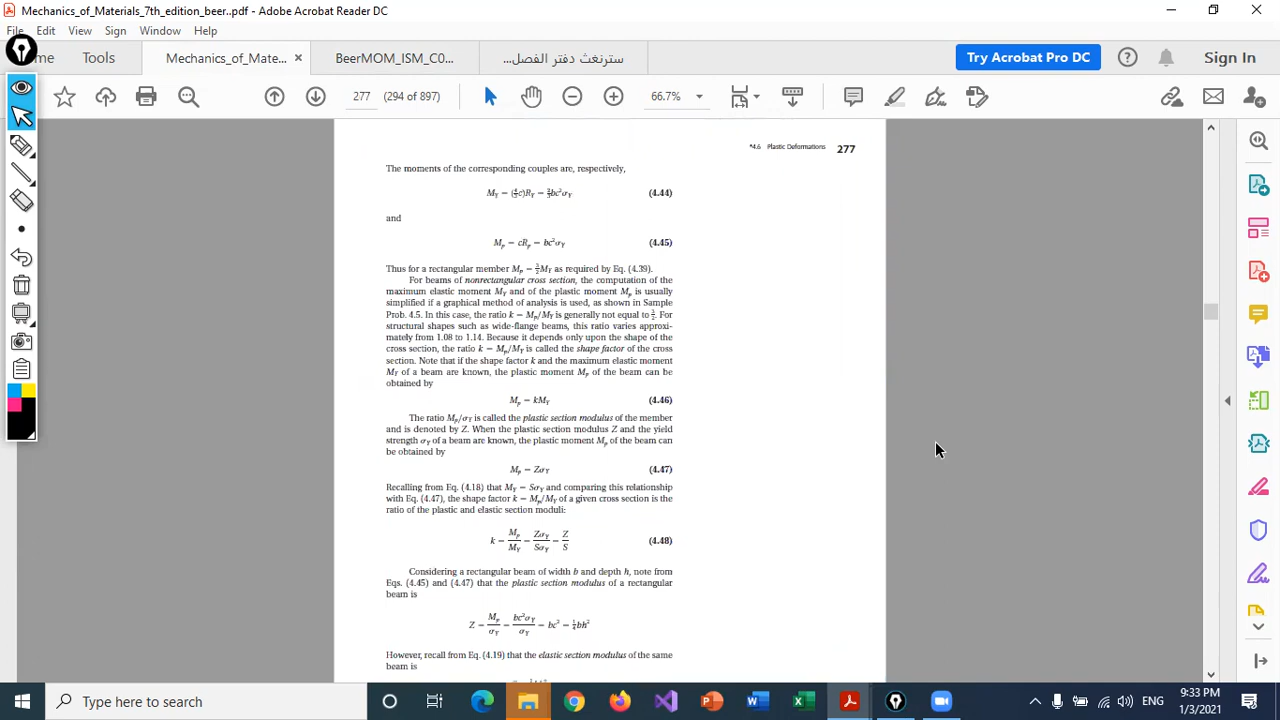 Mechanics_of_Materials_7th_edition_beer..pdf - Adobe Acrobat Reader DC
File Edit View Sign Window Help
me Tools Mechanics_of_Mate... × BeerMOM_ISM_C0... سترنغث دفتر الفصل... Try Acrobat Pro DC Sign In
277 (294 of 897) 66.7%
*4.6 Plastic Deformations 277
The moments of the corresponding couples are, respectively,
M_Y = (4/3 c)R_Y = 2/3 bc²σ_Y (4.44)
and
M_p = cR_p = bc²σ_Y (4.45)
Thus for a rectangular member M_p = 3/2 M_Y as required by Eq. (4.39).
For beams of nonrectangular cross section, the computation of the
maximum elastic moment M_Y and of the plastic moment M_p is usually
simplified if a graphical method of analysis is used, as shown in Sample
Prob. 4.5. In this case, the ratio k = M_p/M_Y is generally not equal to 3/2. For
structural shapes such as wide-flange beams, this ratio varies approxi-
mately from 1.08 to 1.14. Because it depends only upon the shape of the
cross section, the ratio k = M_p/M_Y is called the shape factor of the cross
section. Note that if the shape factor k and the maximum elastic moment
M_Y of a beam are known, the plastic moment M_p of the beam can be
obtained by
M_p = kM_Y (4.46)
The ratio M_p/σ_Y is called the plastic section modulus of the member
and is denoted by Z. When the plastic section modulus Z and the yield
strength σ_Y of a beam are known, the plastic moment M_p of the beam can
be obtained by
M_p = Zσ_Y (4.47)
Recalling from Eq. (4.18) that M_Y = Sσ_Y and comparing this relationship
with Eq. (4.47), the shape factor k = M_p/M_Y of a given cross section is the
ratio of the plastic and elastic section moduli:
k = M_p/M_Y = Zσ_Y/Sσ_Y = Z/S (4.48)
Considering a rectangular beam of width b and depth h, note from
Eqs. (4.45) and (4.47) that the plastic section modulus of a rectangular
beam is
Z = M_p/σ_Y = bc²σ_Y/σ_Y = bc² = 1/4 bh²
However, recall from Eq. (4.19) that the elastic section modulus of the same
beam is
Type here to search
ENG
9:33 PM
1/3/2021